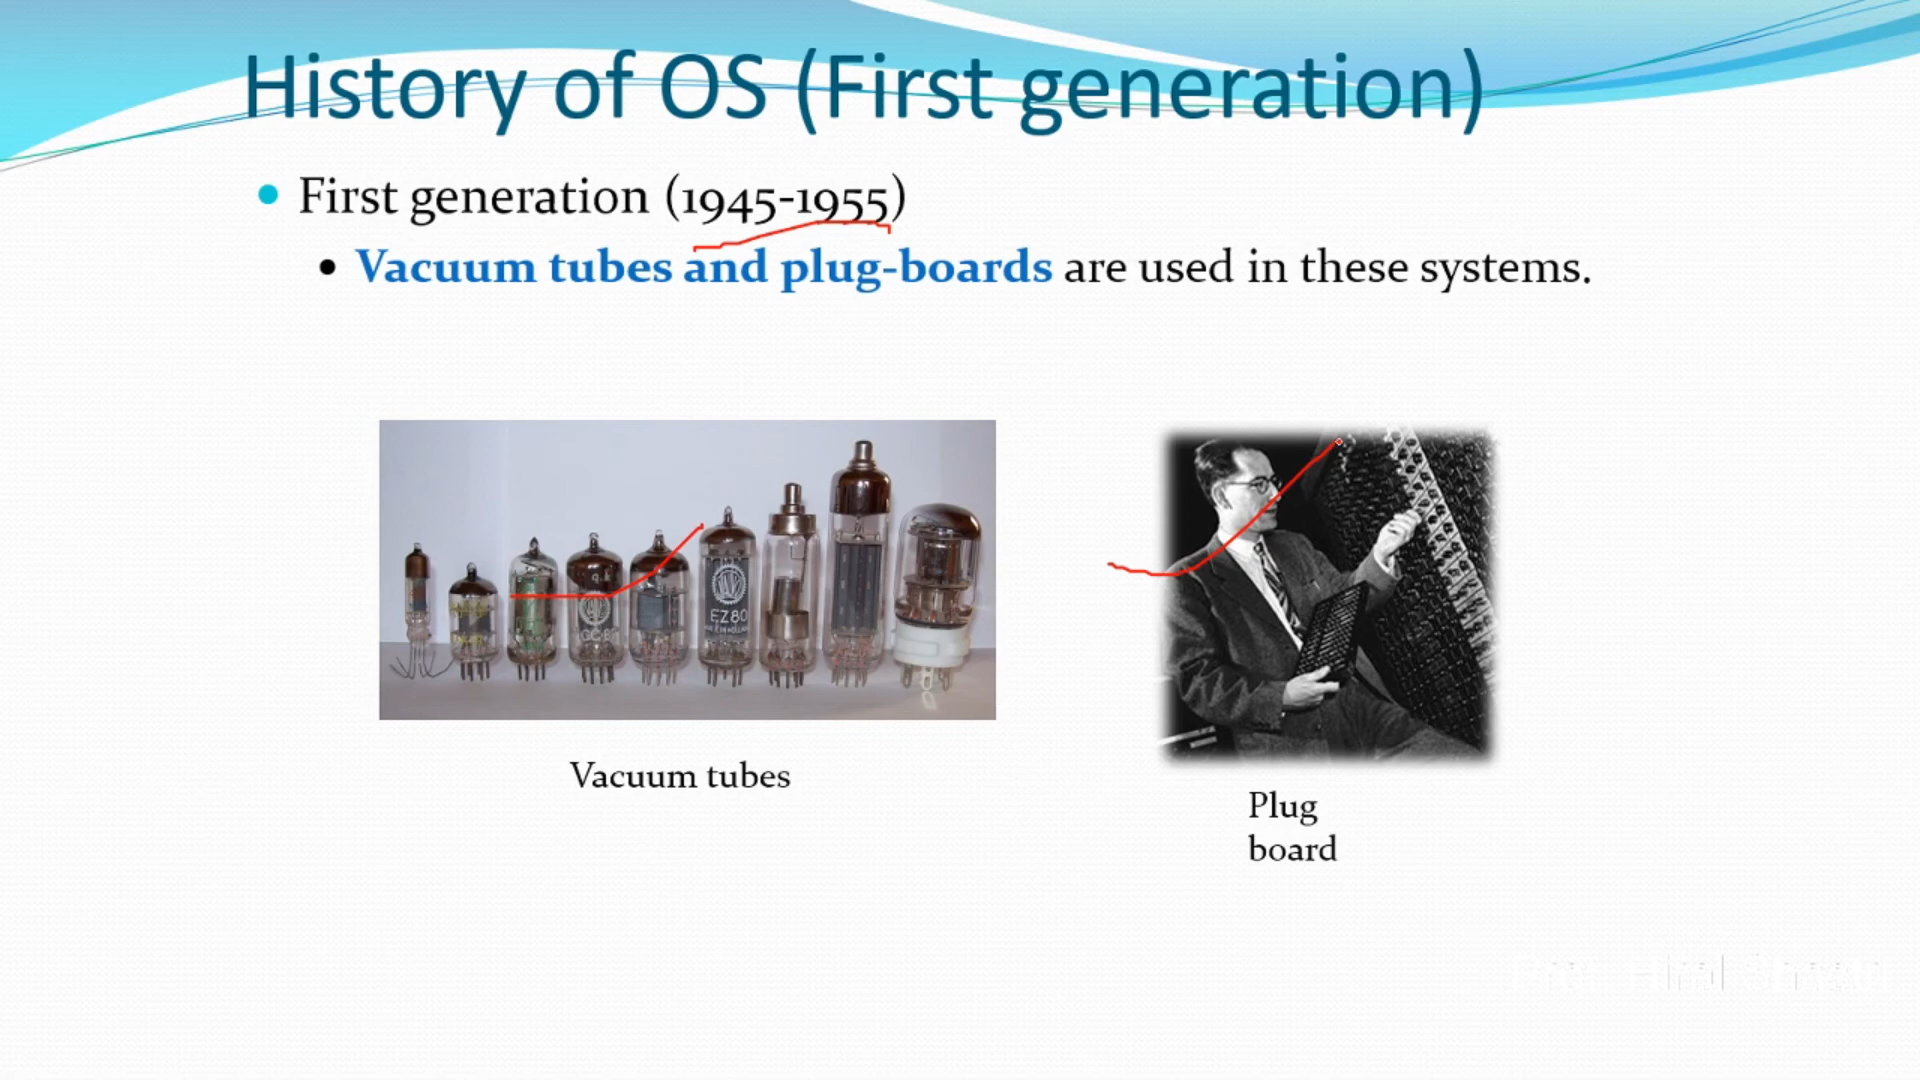 History of OS (First generation)
First generation (1945-1955)
Vacuum tubes and plug-boards are used in these systems.
EZ80
Vacuum tubes
Plug
board